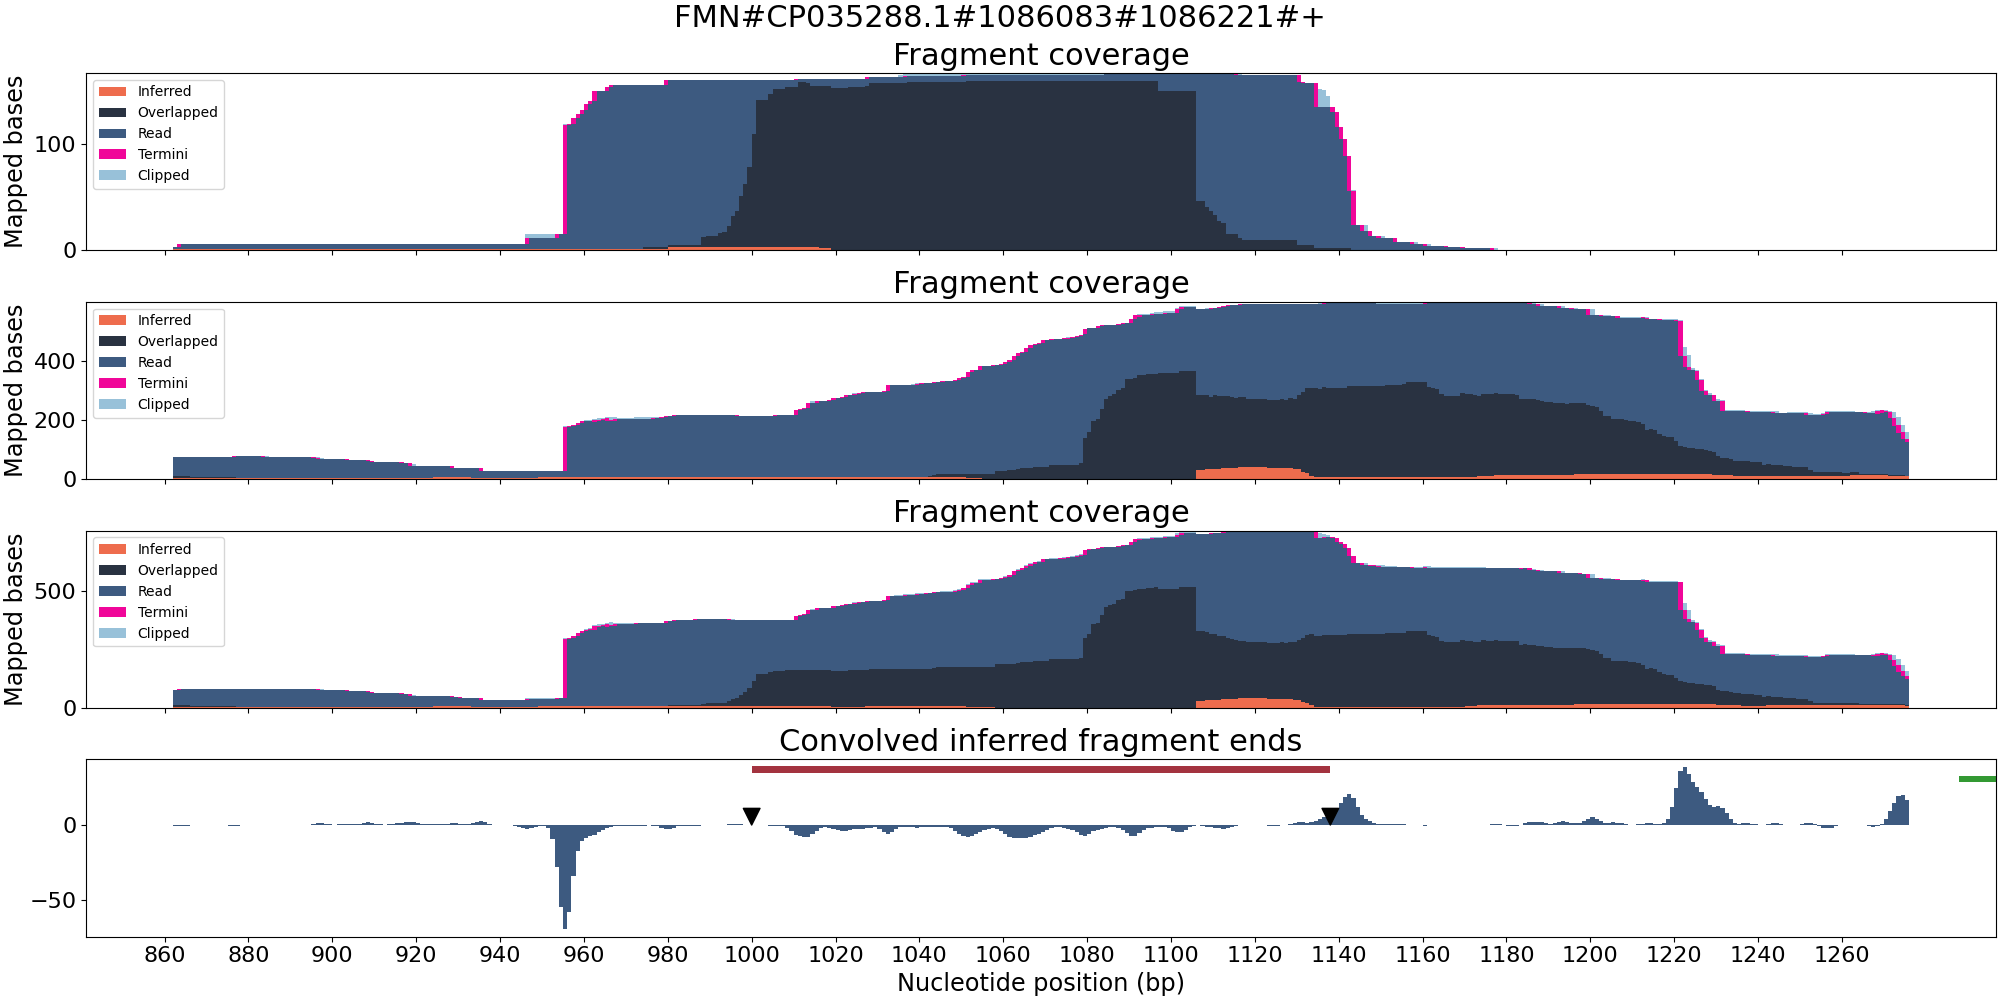 FMN#CP035288.1#1086083#1086221#+
Fragment coverage
Mapped bases
100
0
Inferred
Overlapped
Read
Termini
Clipped
Fragment coverage
Mapped bases
400
200
0
Inferred
Overlapped
Read
Termini
Clipped
Fragment coverage
Mapped bases
500
0
Inferred
Overlapped
Read
Termini
Clipped
Convolved inferred fragment ends
0
−50
860 880 900 920 940 960 980 1000 1020 1040 1060 1080 1100 1120 1140 1160 1180 1200 1220 1240 1260
Nucleotide position (bp)